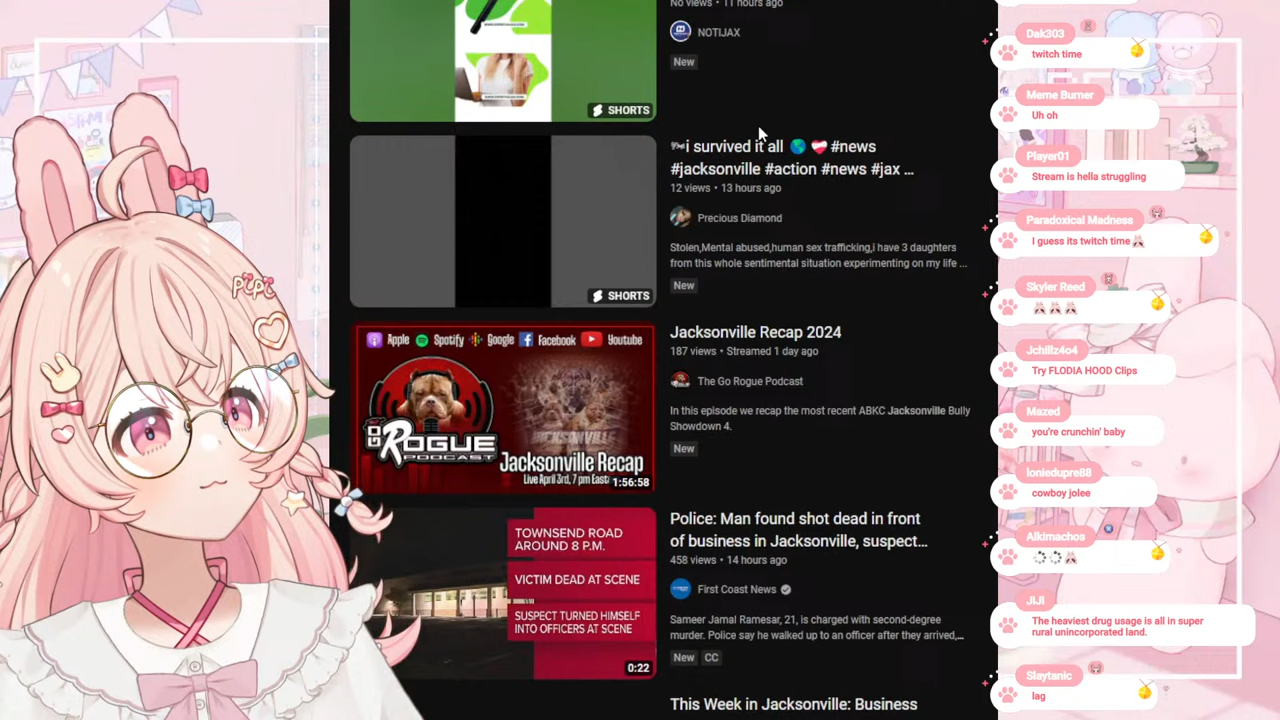 No views • 11 hours ago
NOTIJAX
New
SHORTS
i survived it all 🌎 ❤️‍🩹 #news
#jacksonville #action #news #jax ...
12 views • 13 hours ago
Precious Diamond
Stolen,Mental abused,human sex trafficking,i have 3 daughters
from this whole sentimental situation experimenting on my life ...
New
SHORTS
Apple Spotify Google Facebook Youtube
ROGUE
PODCAST
JACKSONVILLE
Jacksonville Recap
Live April 3rd, 7 pm East
1:56:58
Jacksonville Recap 2024
187 views • Streamed 1 day ago
The Go Rogue Podcast
In this episode we recap the most recent ABKC Jacksonville Bully
Showdown 4.
New
TOWNSEND ROAD
AROUND 8 P.M.
VICTIM DEAD AT SCENE
SUSPECT TURNED HIMSELF
INTO OFFICERS AT SCENE
0:22
Police: Man found shot dead in front
of business in Jacksonville, suspect...
458 views • 14 hours ago
First Coast News
Sameer Jamal Ramesar, 21, is charged with second-degree
murder. Police say he walked up to an officer after they arrived,...
New CC
This Week in Jacksonville: Business
pipi
Dak303
twitch time
Meme Burner
Uh oh
Player01
Stream is hella struggling
Paradoxical Madness
I guess its twitch time
Skyler Reed
Jchillz4o4
Try FLODIA HOOD Clips
Mazed
you're crunchin' baby
loniedupre88
cowboy jolee
Alkimachos
JiJi
The heaviest drug usage is all in super
rural unincorporated land.
Slaytanic
lag